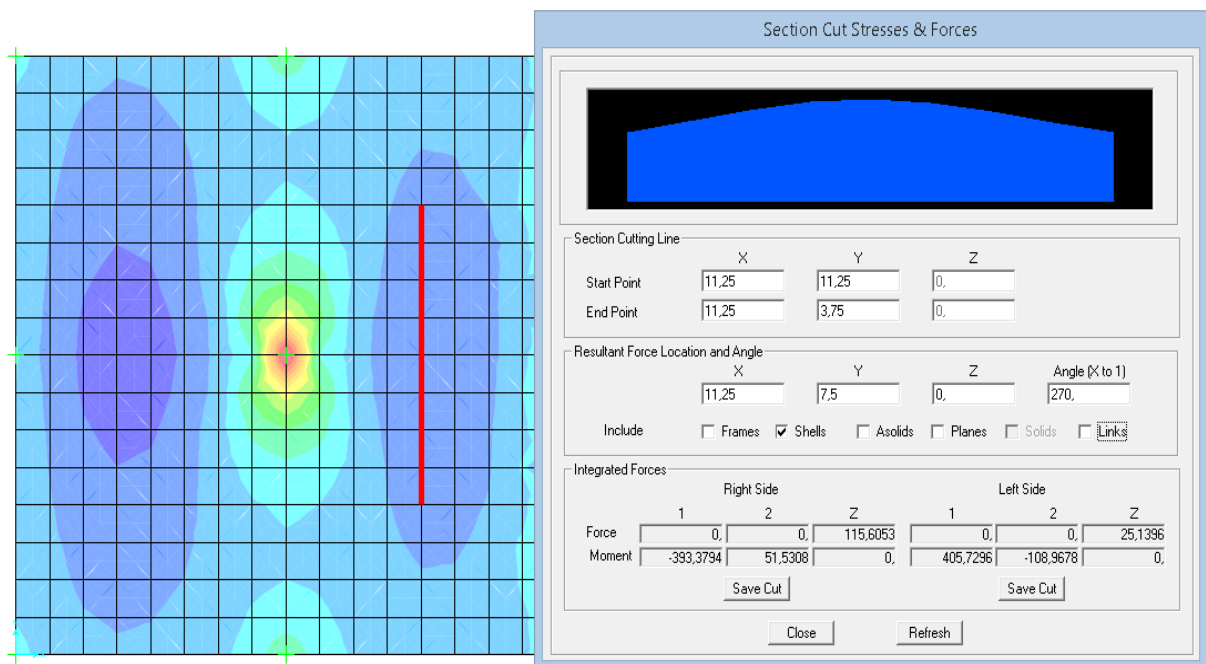 Section Cut Stresses & Forces
Section Cutting Line
X Y Z
Start Point 11,25 11,25 0,
End Point 11,25 3,75 0,
Resultant Force Location and Angle
X Y Z Angle (X to 1)
11,25 7,5 0, 270,
Include Frames Shells Asolids Planes Solids Links
Integrated Forces
Right Side Left Side
1 2 Z 1 2 Z
Force 0, 0, 115,6053 0, 0, 25,1396
Moment -393,3794 51,5308 0, 405,7296 -108,9678 0,
Save Cut Save Cut
Close Refresh